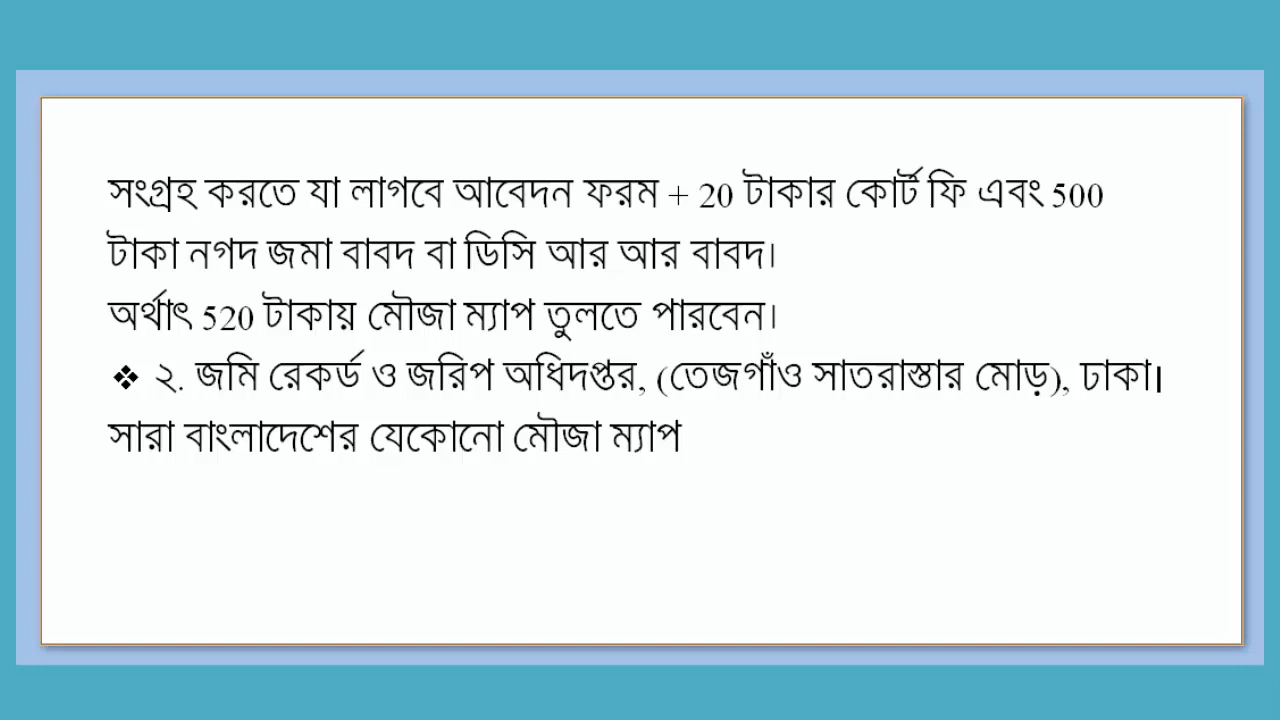 সংগ্রহ করতে যা লাগবে আবেদন ফরম + 20 টাকার কোর্ট ফি এবং 500
টাকা নগদ জমা বাবদ বা ডিসি আর আর বাবদ।
অর্থাৎ 520 টাকায় মৌজা ম্যাপ তুলতে পারবেন।
❖ ২. জমি রেকর্ড ও জরিপ অধিদপ্তর, (তেজগাঁও সাতরাস্তার মোড়), ঢাকা।
সারা বাংলাদেশের যেকোনো মৌজা ম্যাপ